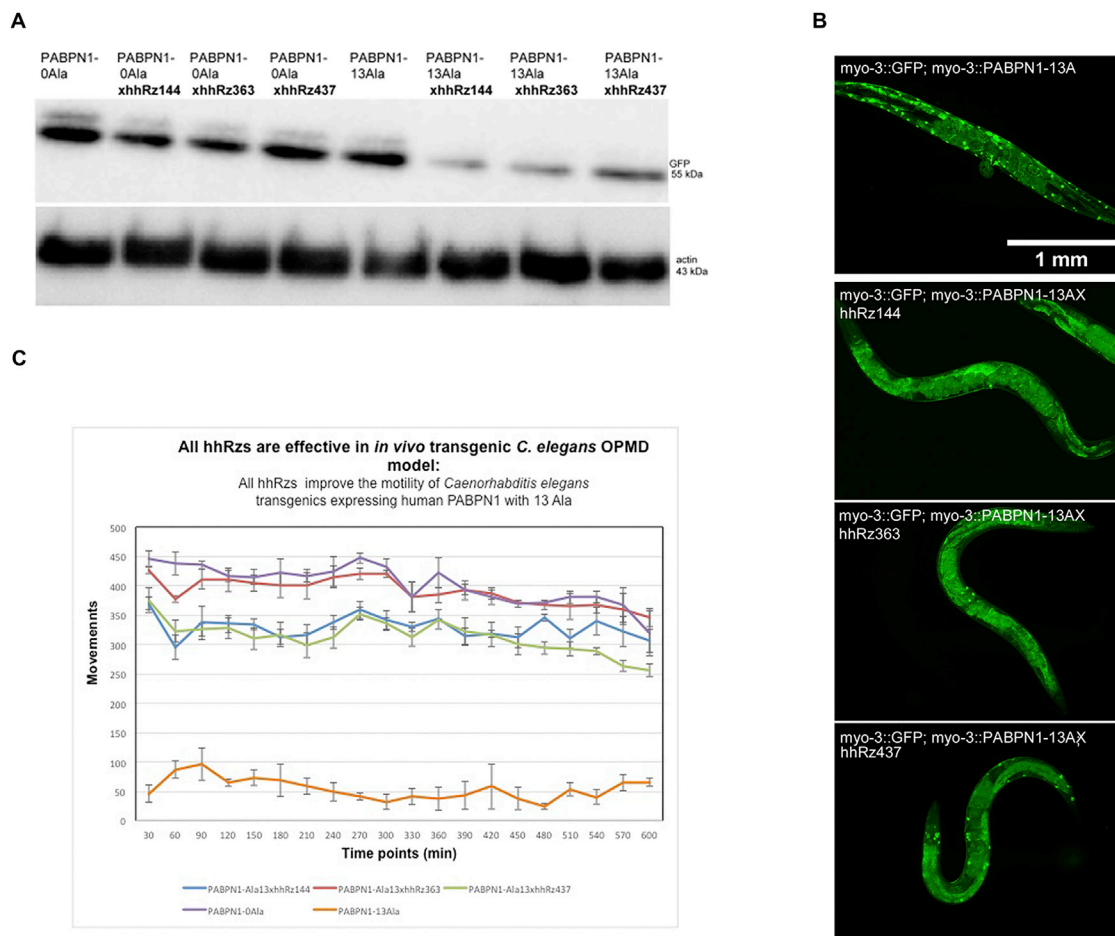 A
PABPN1- PABPN1- PABPN1- PABPN1- PABPN1- PABPN1- PABPN1- PABPN1-
0Ala 0Ala 0Ala 0Ala 13Ala 13Ala 13Ala 13Ala
xhhRz144 xhhRz363 xhhRz437 xhhRz144 xhhRz363 xhhRz437
GFP
55 kDa
actin
43 kDa
B
myo-3::GFP; myo-3::PABPN1-13A
1 mm
myo-3::GFP; myo-3::PABPN1-13AX
hhRz144
myo-3::GFP; myo-3::PABPN1-13AX
hhRz363
myo-3::GFP; myo-3::PABPN1-13AX
hhRz437
C
All hhRzs are effective in in vivo transgenic C. elegans OPMD
model:
All hhRzs improve the motility of Caenorhabditis elegans
transgenics expressing human PABPN1 with 13 Ala
Movemennts
500
450
400
350
300
250
200
150
100
50
0
30 60 90 120 150 180 210 240 270 300 330 360 390 420 450 480 510 540 570 600
Time points (min)
PABPN1-Ala13xhhRz144 PABPN1-Ala13xhhRz363 PABPN1-Ala13xhhRz437
PABPN1-0Ala PABPN1-13Ala